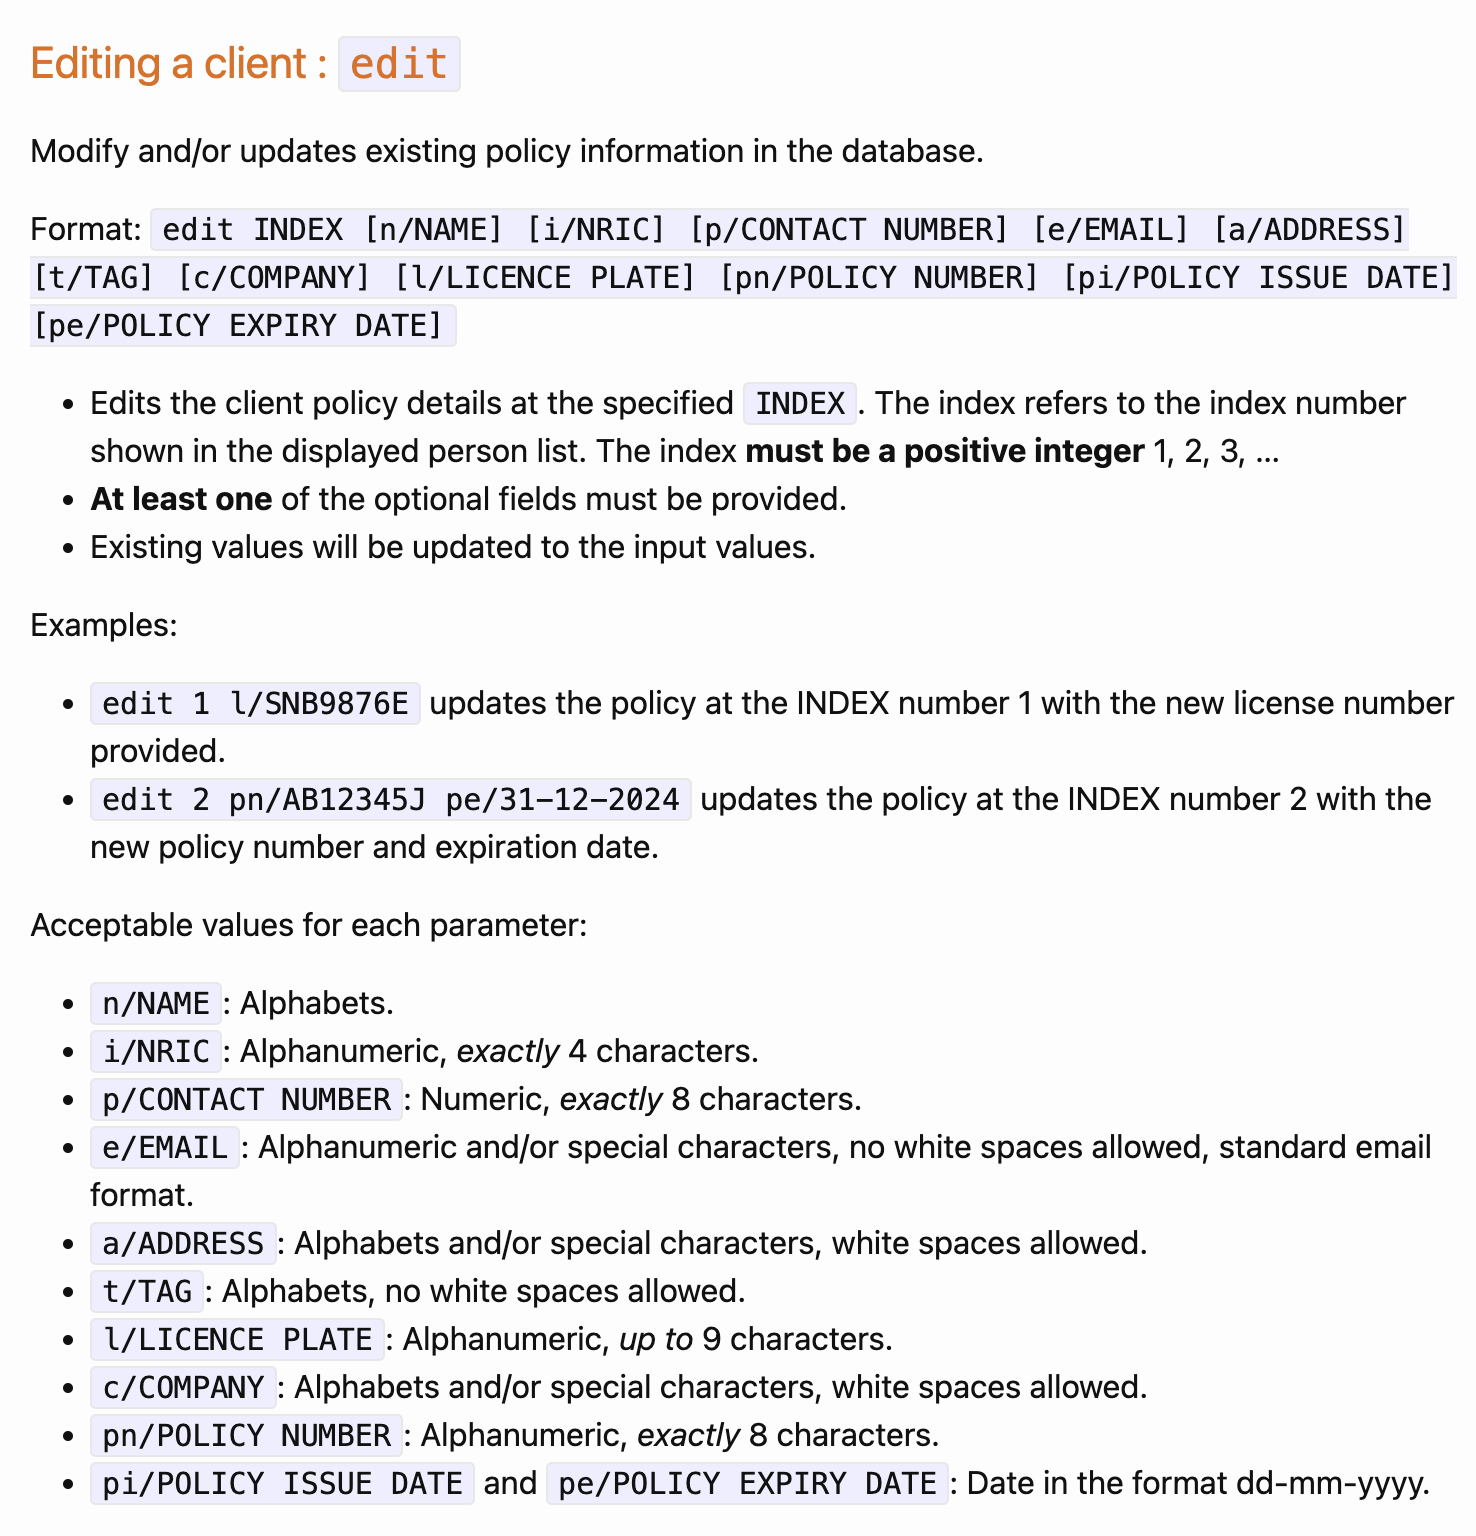 Editing a client : edit
Modify and/or updates existing policy information in the database.
Format: edit INDEX [n/NAME] [i/NRIC] [p/CONTACT NUMBER] [e/EMAIL] [a/ADDRESS]
[t/TAG] [c/COMPANY] [l/LICENCE PLATE] [pn/POLICY NUMBER] [pi/POLICY ISSUE DATE]
[pe/POLICY EXPIRY DATE]
• Edits the client policy details at the specified INDEX. The index refers to the index number
shown in the displayed person list. The index must be a positive integer 1, 2, 3, …
• At least one of the optional fields must be provided.
• Existing values will be updated to the input values.
Examples:
• edit 1 l/SNB9876E updates the policy at the INDEX number 1 with the new license number
provided.
• edit 2 pn/AB12345J pe/31-12-2024 updates the policy at the INDEX number 2 with the
new policy number and expiration date.
Acceptable values for each parameter:
• n/NAME: Alphabets.
• i/NRIC: Alphanumeric, exactly 4 characters.
• p/CONTACT NUMBER: Numeric, exactly 8 characters.
• e/EMAIL: Alphanumeric and/or special characters, no white spaces allowed, standard email
format.
• a/ADDRESS: Alphabets and/or special characters, white spaces allowed.
• t/TAG: Alphabets, no white spaces allowed.
• l/LICENCE PLATE: Alphanumeric, up to 9 characters.
• c/COMPANY: Alphabets and/or special characters, white spaces allowed.
• pn/POLICY NUMBER: Alphanumeric, exactly 8 characters.
• pi/POLICY ISSUE DATE and pe/POLICY EXPIRY DATE: Date in the format dd-mm-yyyy.